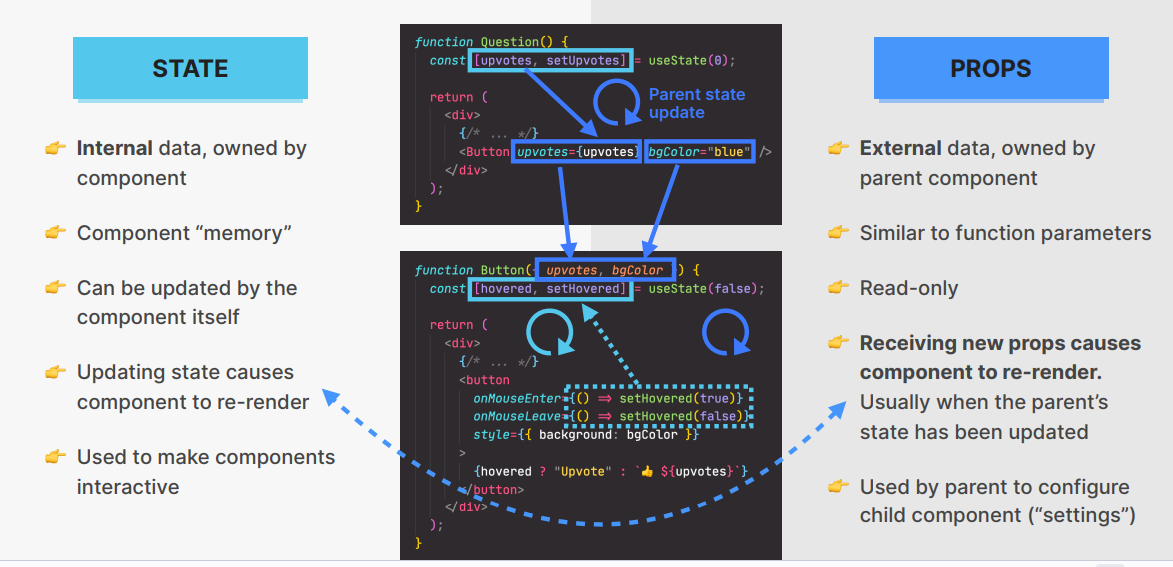 STATE
👉 Internal data, owned by
component
👉 Component “memory”
👉 Can be updated by the
component itself
👉 Updating state causes
component to re-render
👉 Used to make components
interactive
function Question() {
const [upvotes, setUpvotes] = useState(0);
return (
<div>
{/* ... */}
<Button upvotes={upvotes} bgColor="blue" />
</div>
);
}
Parent state
update
function Button({ upvotes, bgColor }) {
const [hovered, setHovered] = useState(false);
return (
<div>
{/* ... */}
<button
onMouseEnter={() => setHovered(true)}
onMouseLeave={() => setHovered(false)}
style={{ background: bgColor }}
>
{hovered ? "Upvote" : `👍 ${upvotes}`}
</button>
</div>
);
}
PROPS
👉 External data, owned by
parent component
👉 Similar to function parameters
👉 Read-only
👉 Receiving new props causes
component to re-render.
Usually when the parent’s
state has been updated
👉 Used by parent to configure
child component (“settings”)